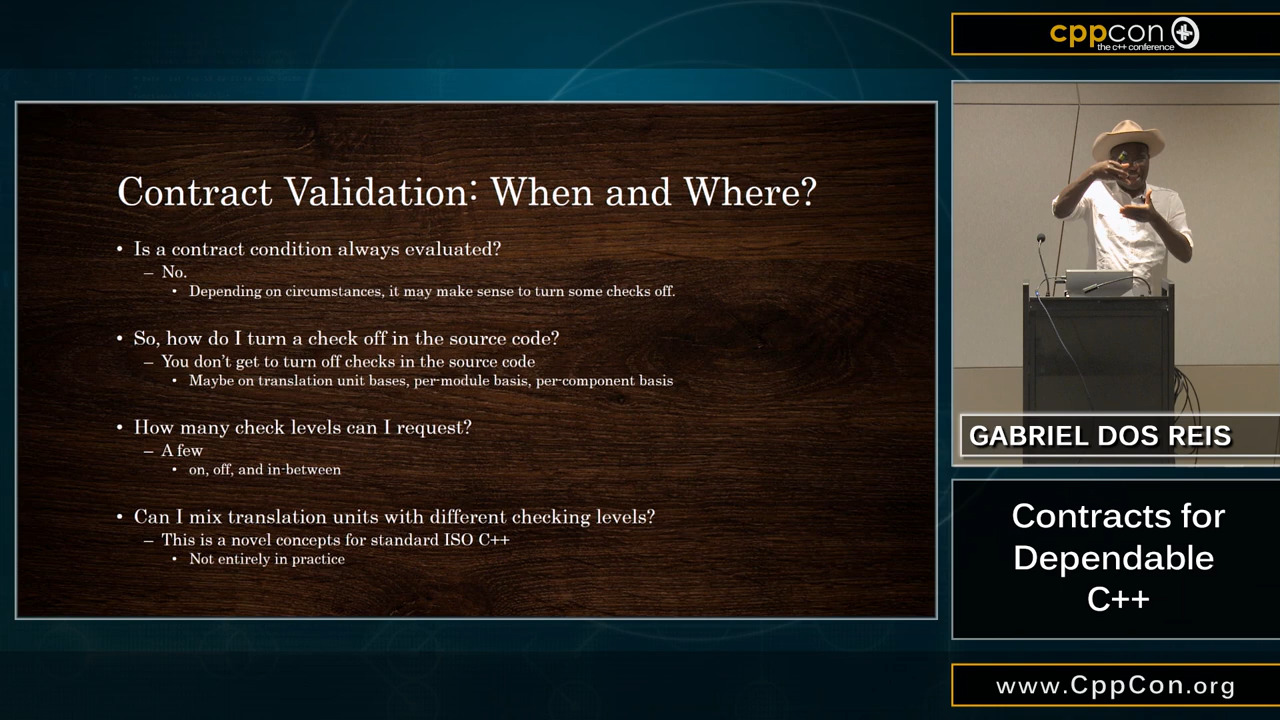 Contract Validation: When and Where?
• Is a contract condition always evaluated?
– No.
• Depending on circumstances, it may make sense to turn some checks off.
• So, how do I turn a check off in the source code?
– You don’t get to turn off checks in the source code
• Maybe on translation unit bases, per-module basis, per-component basis
• How many check levels can I request?
– A few
• on, off, and in-between
• Can I mix translation units with different checking levels?
– This is a novel concepts for standard ISO C++
• Not entirely in practice
cppcon
the c++ conference
GABRIEL DOS REIS
Contracts for
Dependable
C++
www.CppCon.org